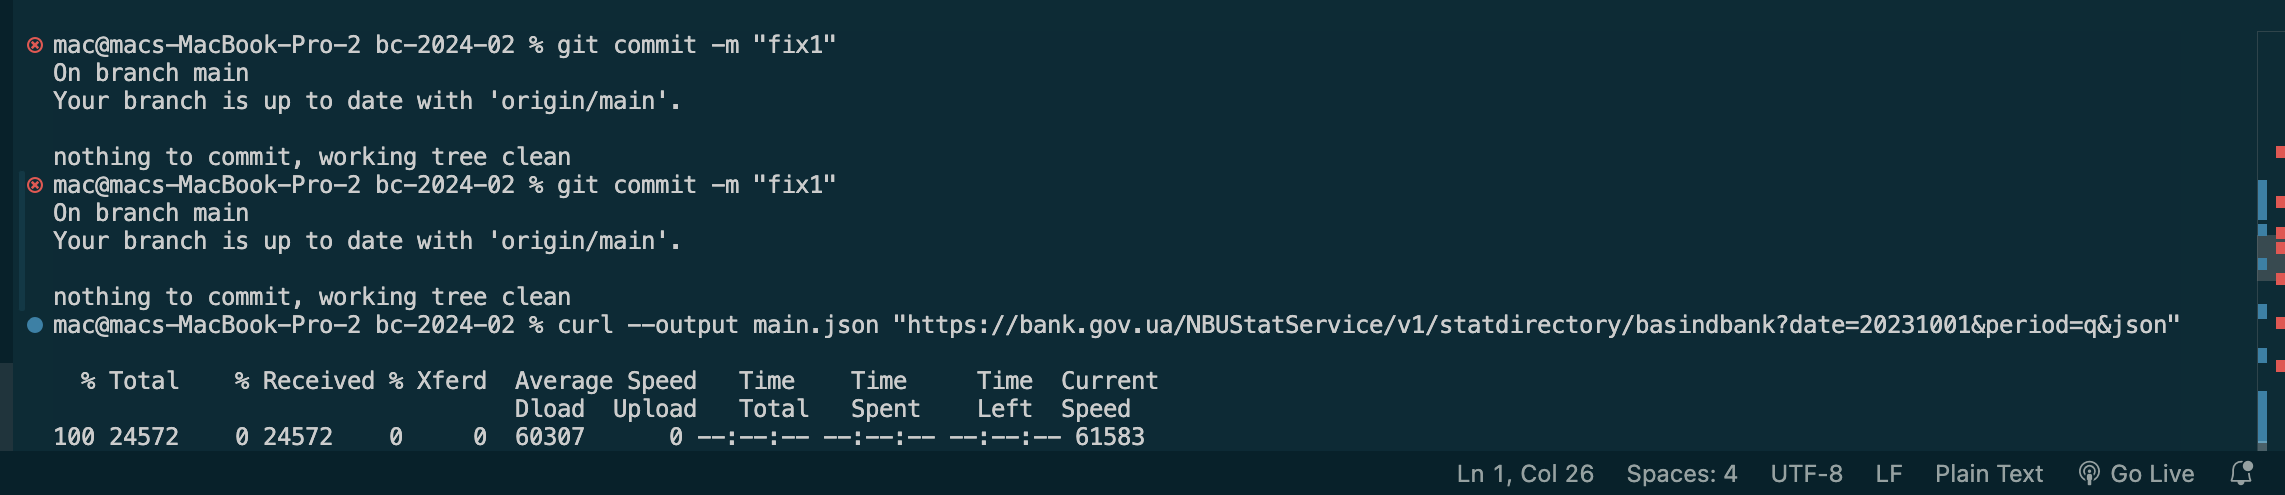 mac@macs-MacBook-Pro-2 bc-2024-02 % git commit -m "fix1"
On branch main
Your branch is up to date with 'origin/main'.
nothing to commit, working tree clean
mac@macs-MacBook-Pro-2 bc-2024-02 % git commit -m "fix1"
On branch main
Your branch is up to date with 'origin/main'.
nothing to commit, working tree clean
mac@macs-MacBook-Pro-2 bc-2024-02 % curl --output main.json "https://bank.gov.ua/NBUStatService/v1/statdirectory/basindbank?date=20231001&period=q&json"
% Total    % Received % Xferd  Average Speed   Time    Time     Time  Current
Dload  Upload   Total   Spent    Left  Speed
100 24572    0 24572    0     0  60307      0 --:--:-- --:--:-- --:--:-- 61583
Ln 1, Col 26  Spaces: 4  UTF-8  LF  Plain Text  Go Live